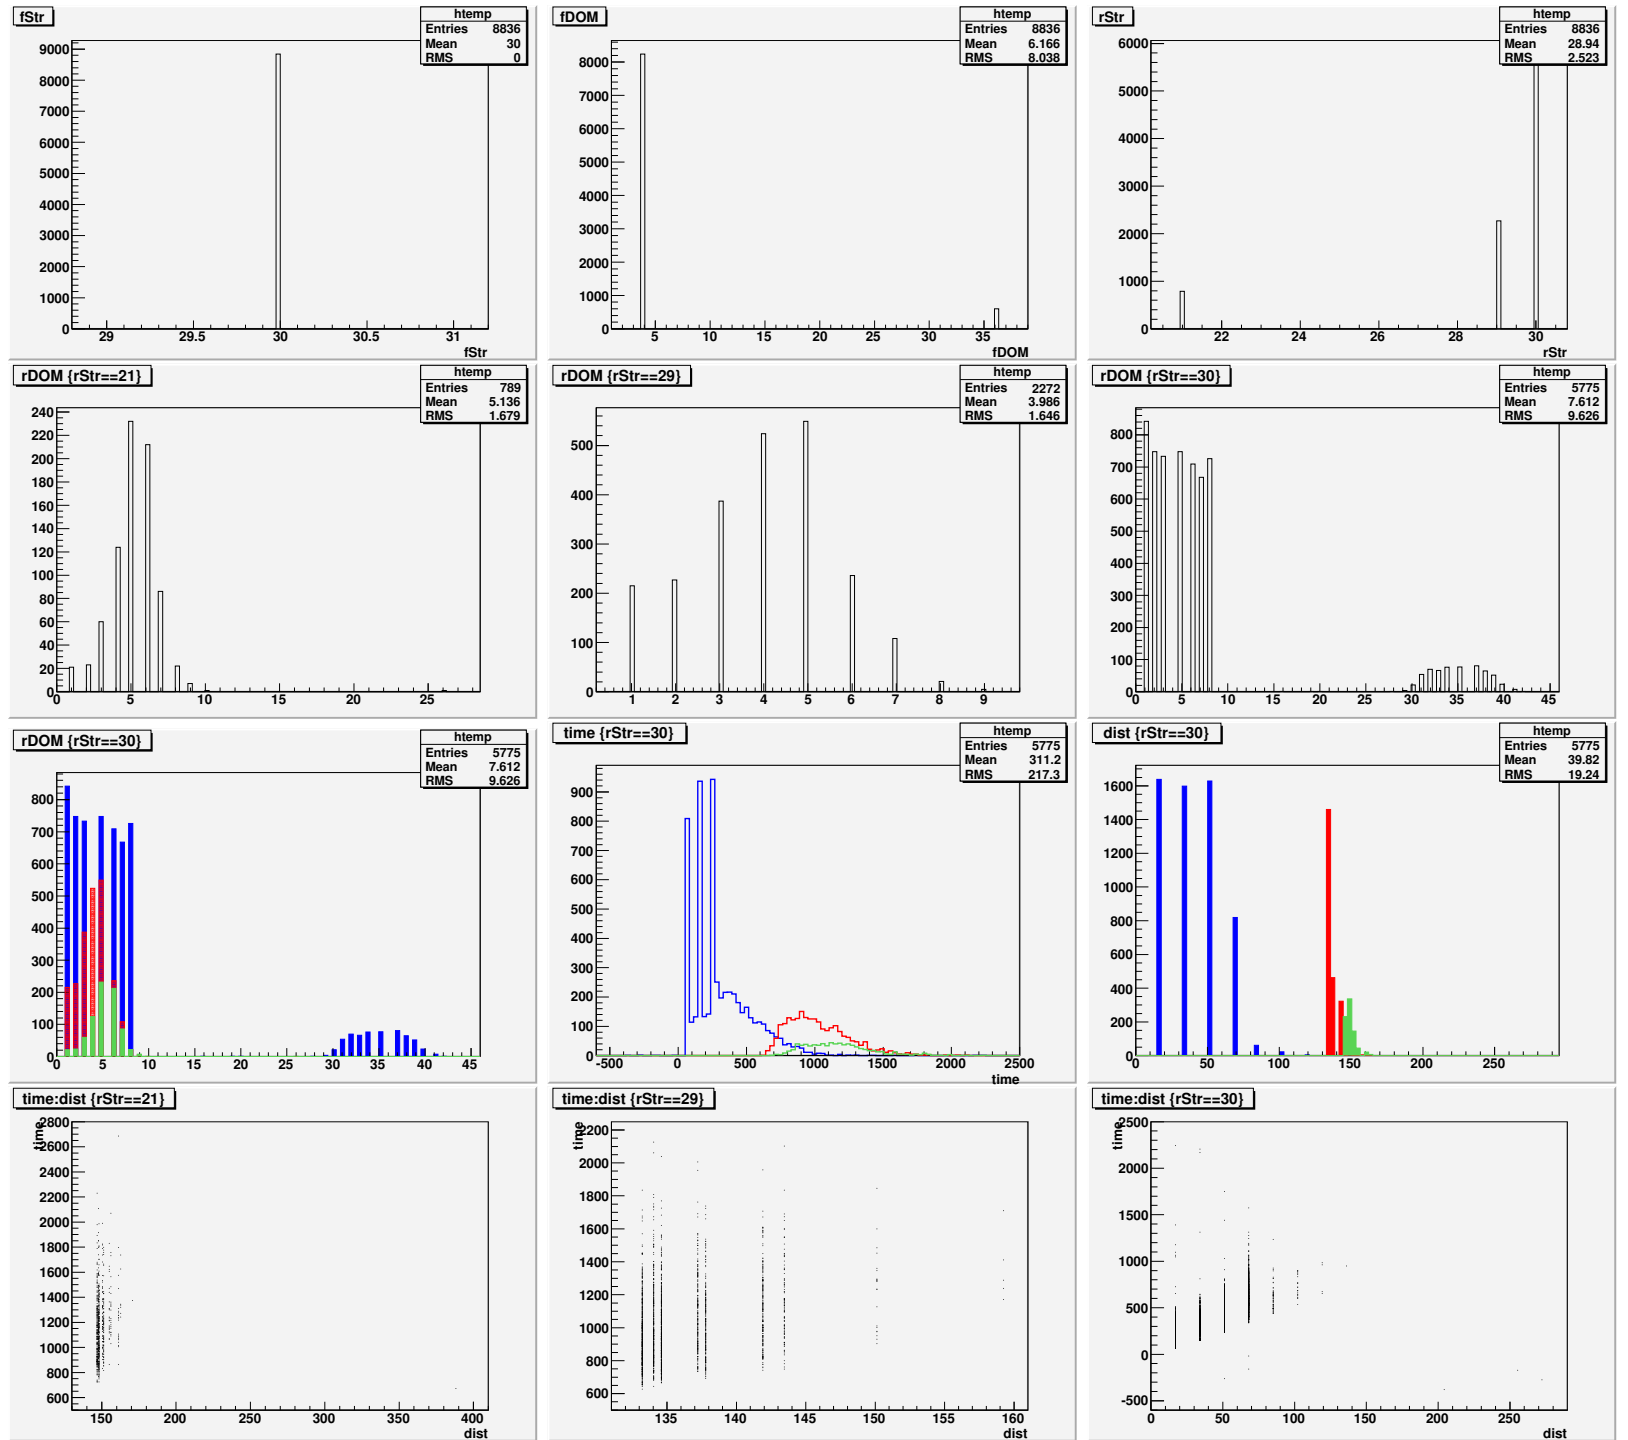 fStr
htemp
Entries 8836
Mean 30
RMS 0
9000
8000
7000
6000
5000
4000
3000
2000
1000
0
29 29.5 30 30.5 31
fStr
fDOM
htemp
Entries 8836
Mean 6.166
RMS 8.038
8000
7000
6000
5000
4000
3000
2000
1000
0
5 10 15 20 25 30 35
fDOM
rStr
htemp
Entries 8836
Mean 28.94
RMS 2.523
6000
5000
4000
3000
2000
1000
0
22 24 26 28 30
rStr
rDOM {rStr==21}
htemp
Entries 789
Mean 5.136
RMS 1.679
240
220
200
180
160
140
120
100
80
60
40
20
0
0 5 10 15 20 25
rDOM {rStr==29}
htemp
Entries 2272
Mean 3.986
RMS 1.646
500
400
300
200
100
0
1 2 3 4 5 6 7 8 9
rDOM {rStr==30}
htemp
Entries 5775
Mean 7.612
RMS 9.626
800
700
600
500
400
300
200
100
0
0 5 10 15 20 25 30 35 40 45
rDOM {rStr==30}
htemp
Entries 5775
Mean 7.612
RMS 9.626
800
700
600
500
400
300
200
100
0
0 5 10 15 20 25 30 35 40 45
time {rStr==30}
htemp
Entries 5775
Mean 311.2
RMS 217.3
900
800
700
600
500
400
300
200
100
0
-500 0 500 1000 1500 2000 2500
time
dist {rStr==30}
htemp
Entries 5775
Mean 39.82
RMS 19.24
1600
1400
1200
1000
800
600
400
200
0
0 50 100 150 200 250
time:dist {rStr==21}
time
2800
2600
2400
2200
2000
1800
1600
1400
1200
1000
800
600
150 200 250 300 350 400
dist
time:dist {rStr==29}
time
2200
2000
1800
1600
1400
1200
1000
800
600
135 140 145 150 155 160
dist
time:dist {rStr==30}
time
2500
2000
1500
1000
500
0
-500
0 50 100 150 200 250
dist